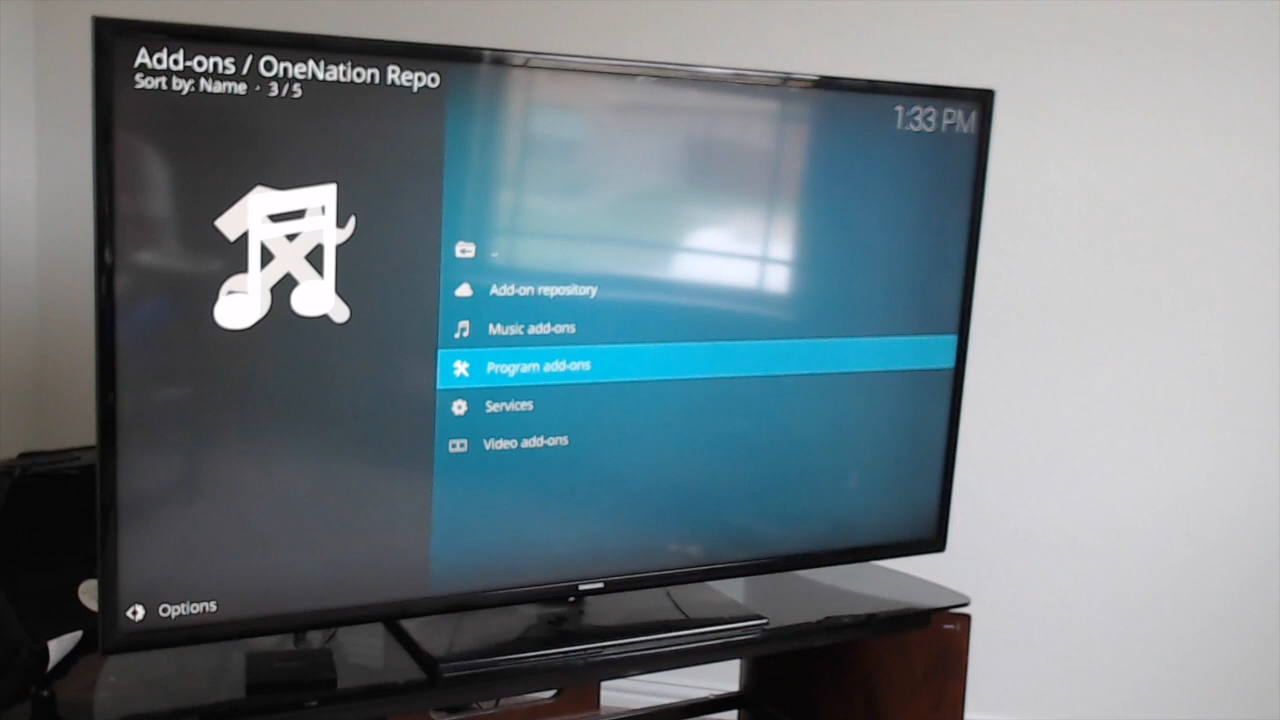 Add-ons / OneNation Repo
Sort by: Name · 3 / 5
1:33 PM
..
Add-on repository
Music add-ons
Program add-ons
Services
Video add-ons
Options